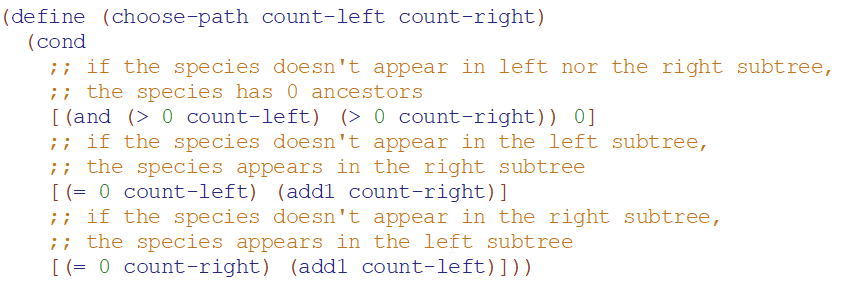 (define (choose-path count-left count-right)
(cond
;; if the species doesn't appear in left nor the right subtree,
;; the species has 0 ancestors
[(and (> 0 count-left) (> 0 count-right)) 0]
;; if the species doesn't appear in the left subtree,
;; the species appears in the right subtree
[(= 0 count-left) (add1 count-right)]
;; if the species doesn't appear in the right subtree,
;; the species appears in the left subtree
[(= 0 count-right) (add1 count-left)]))